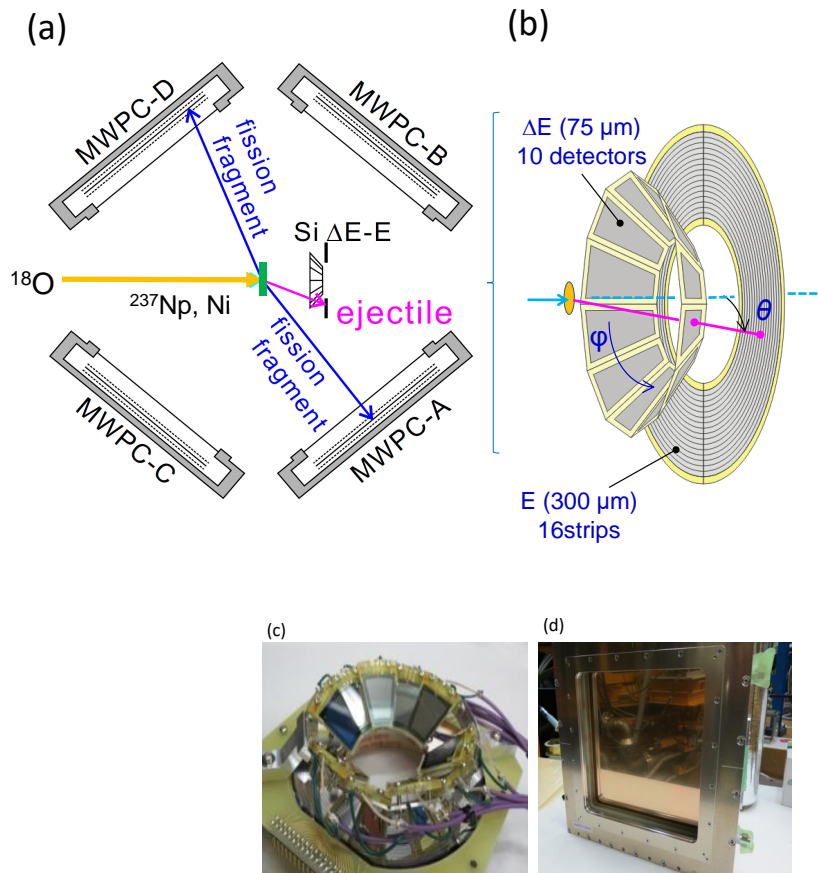 (a)
(b)
MWPC-D
MWPC-B
fission
fragment
Si ΔE-E
¹⁸O
²³⁷Np, Ni
ejectile
fission
fragment
MWPC-C
MWPC-A
ΔE (75 μm)
10 detectors
θ
φ
E (300 μm)
16strips
(c)
(d)